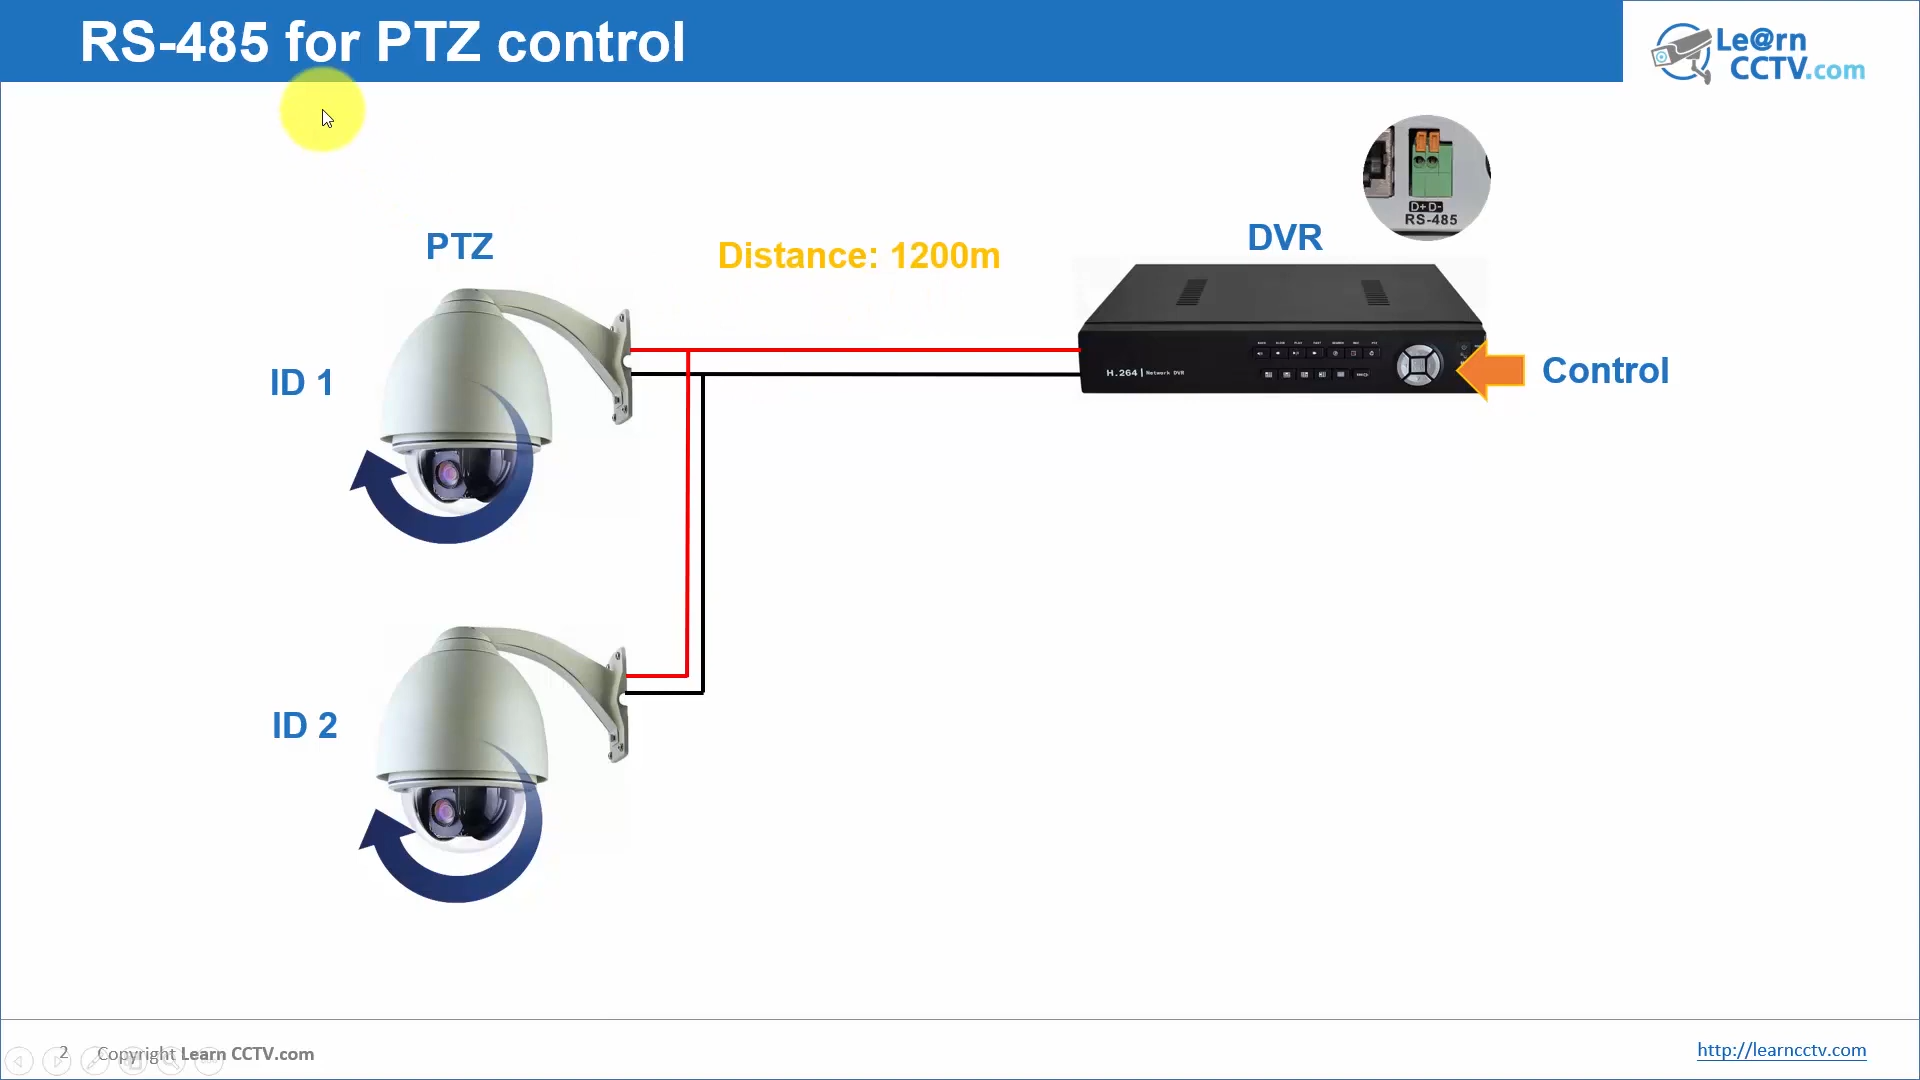 RS-485 for PTZ control
Le@rn
CCTV.com
D+ D-
RS-485
PTZ
Distance: 1200m
DVR
ID 1
H.264 | Network DVR
Control
ID 2
2
Copyright Learn CCTV.com
http://learncctv.com